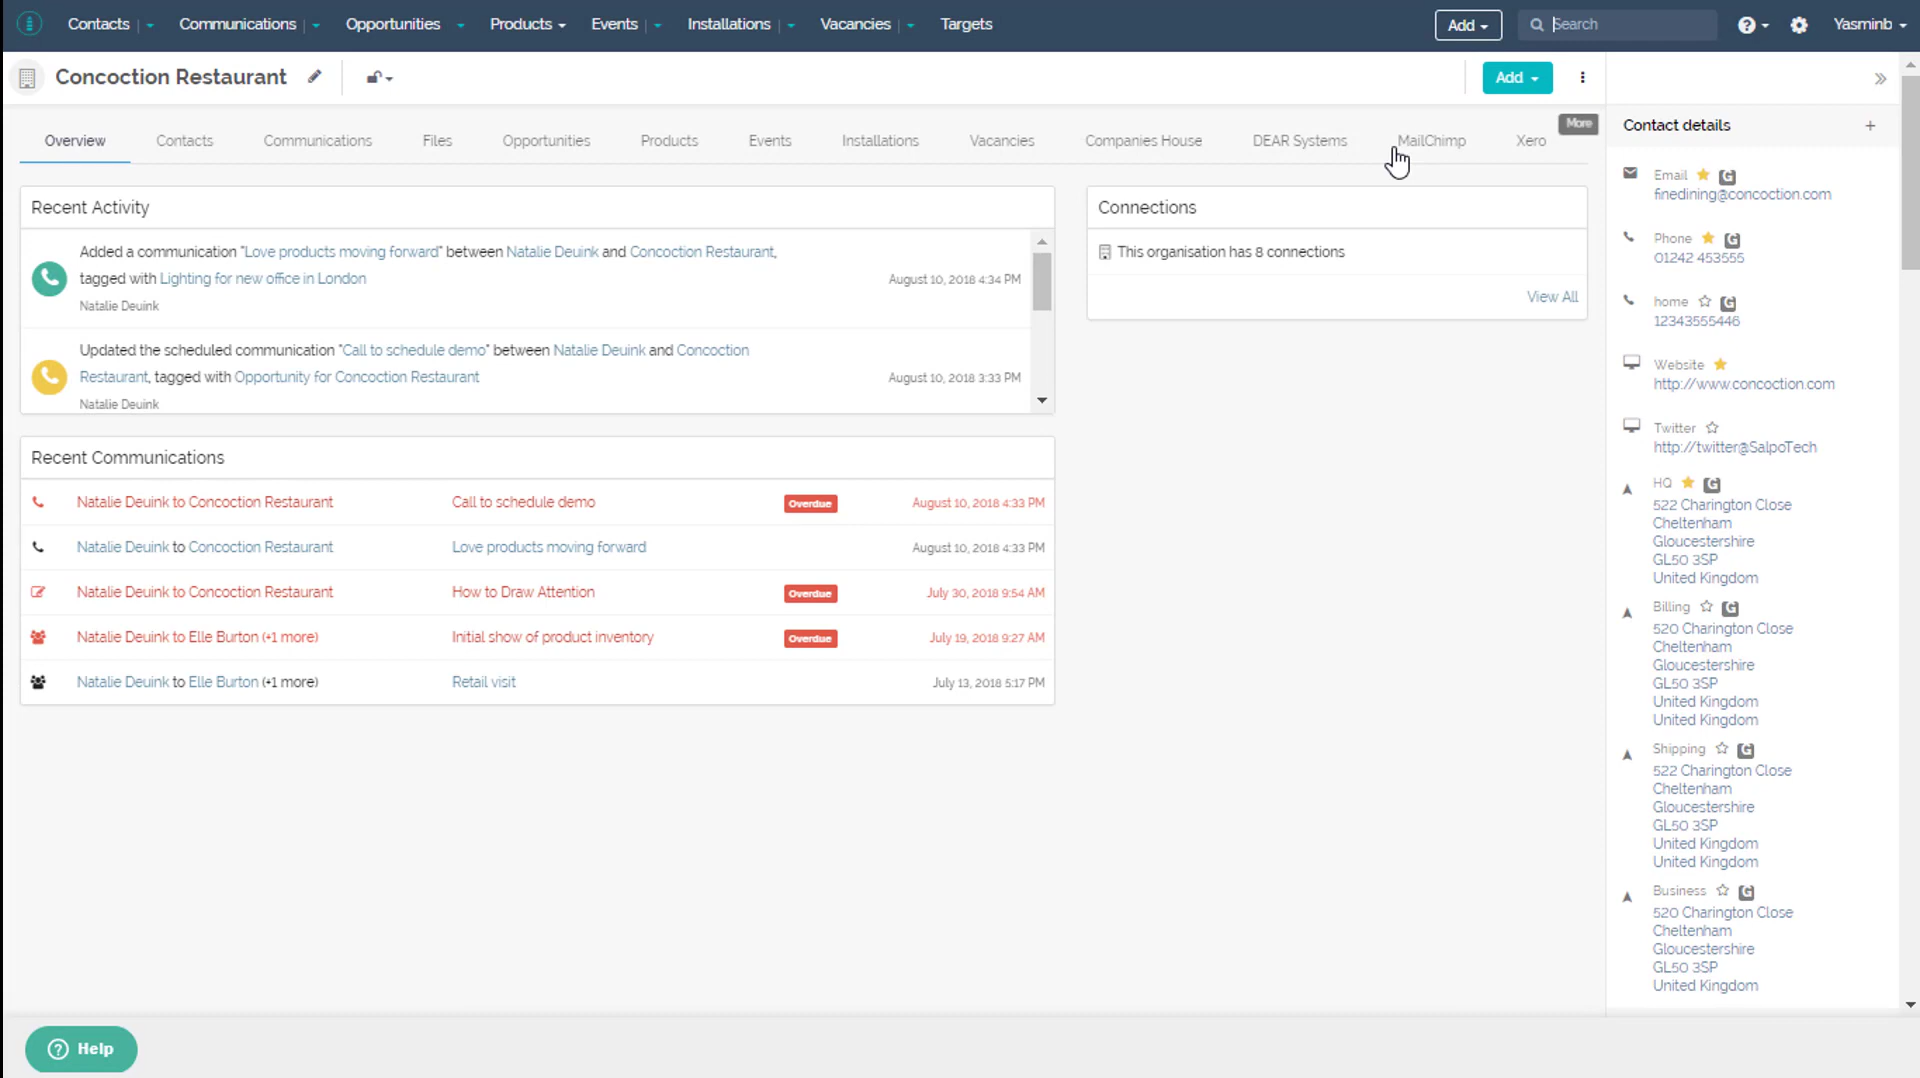 Contacts Communications Opportunities Products Events Installations Vacancies Targets Add Search Yasminb
Concoction Restaurant Add
More
Overview Contacts Communications Files Opportunities Products Events Installations Vacancies Companies House DEAR Systems MailChimp Xero
Recent Activity
Added a communication "Love products moving forward" between Natalie Deuink and Concoction Restaurant,
tagged with Lighting for new office in London
August 10, 2018 4:34 PM
Natalie Deuink
Updated the scheduled communication "Call to schedule demo" between Natalie Deuink and Concoction
Restaurant, tagged with Opportunity for Concoction Restaurant
August 10, 2018 3:33 PM
Natalie Deuink
Connections
This organisation has 8 connections
View All
Recent Communications
Natalie Deuink to Concoction Restaurant Call to schedule demo Overdue August 10, 2018 4:33 PM
Natalie Deuink to Concoction Restaurant Love products moving forward August 10, 2018 4:33 PM
Natalie Deuink to Concoction Restaurant How to Draw Attention Overdue July 30, 2018 9:54 AM
Natalie Deuink to Elle Burton (+1 more) Initial show of product inventory Overdue July 19, 2018 9:27 AM
Natalie Deuink to Elle Burton (+1 more) Retail visit July 13, 2018 5:17 PM
Contact details
Email G
finedining@concoction.com
Phone G
01242 453555
home G
12343555446
Website
http://www.concoction.com
Twitter
http://twitter@SalpoTech
HQ G
522 Charington Close
Cheltenham
Gloucestershire
GL50 3SP
United Kingdom
Billing G
520 Charington Close
Cheltenham
Gloucestershire
GL50 3SP
United Kingdom
United Kingdom
Shipping G
522 Charington Close
Cheltenham
Gloucestershire
GL50 3SP
United Kingdom
United Kingdom
Business G
520 Charington Close
Cheltenham
Gloucestershire
GL50 3SP
United Kingdom
? Help